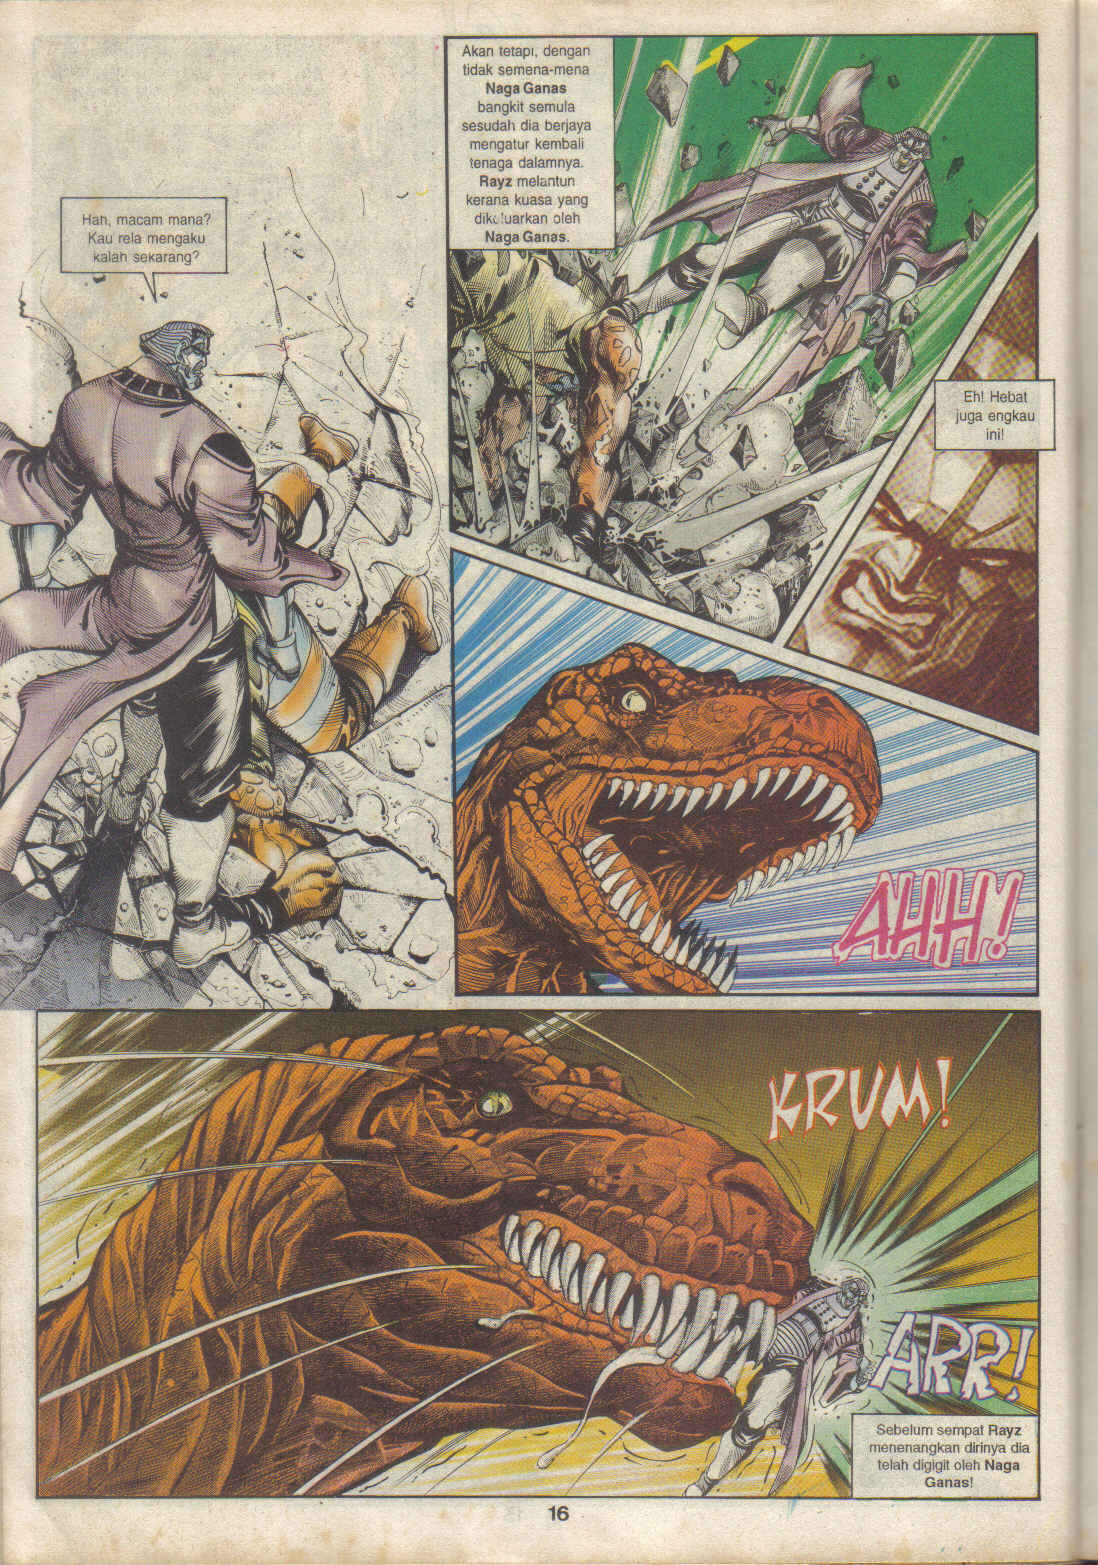 Hah, macam mana?
Kau rela mengaku
kalah sekarang?
Akan tetapi, dengan
tidak semena-mena
Naga Ganas
bangkit semula
sesudah dia berjaya
mengatur kembali
tenaga dalamnya.
Rayz melantun
kerana kuasa yang
dikeluarkan oleh
Naga Ganas.
Eh! Hebat
juga engkau
ini!
AHH!
KRUM!
ARR!
Sebelum sempat Rayz
menenangkan dirinya dia
telah digigit oleh Naga
Ganas!
16